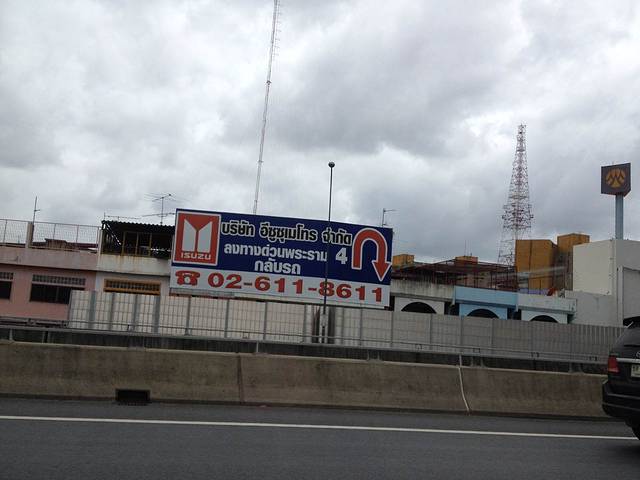 บริษัท อีซูซุเมโทร จำกัด
ISUZU
ลงทางด่วนพระราม 4
กลับรถ
☎ 02-611-8611